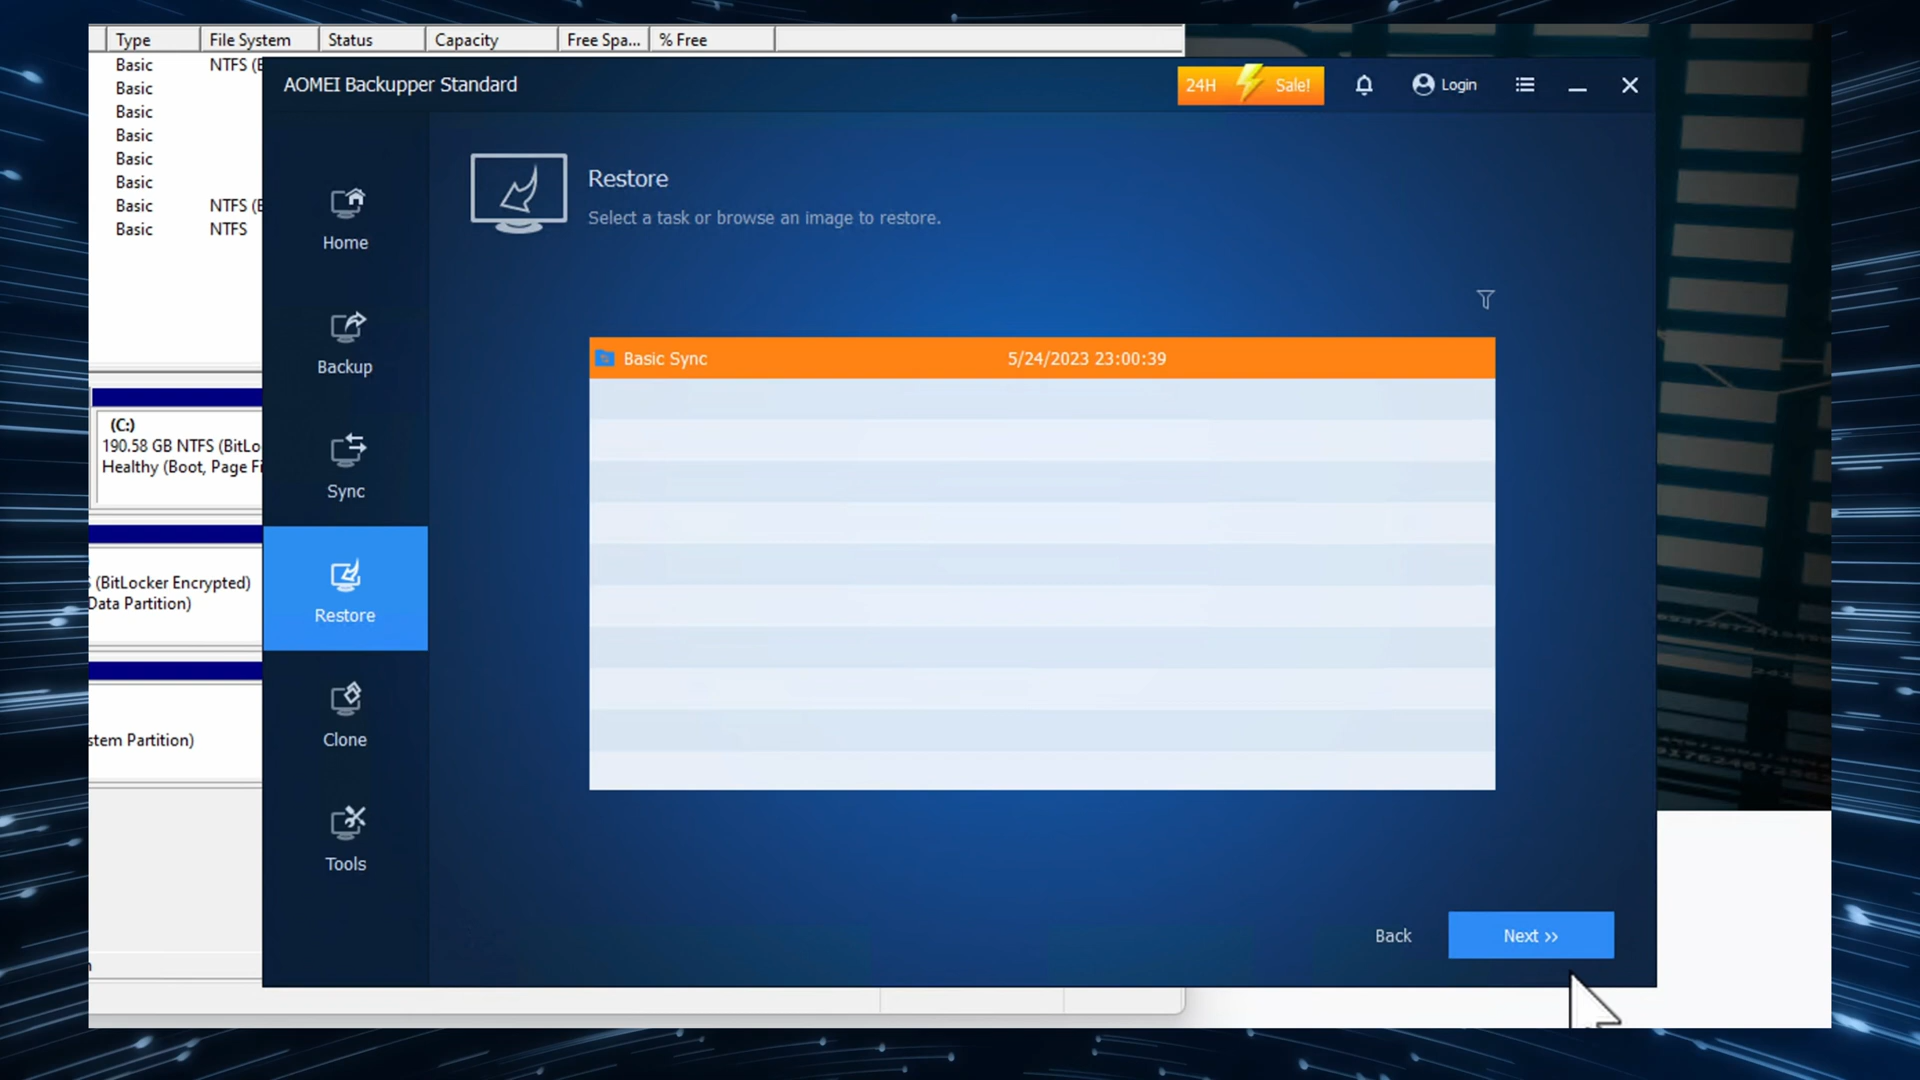 Type File System Status Capacity Free Spa... % Free
Basic NTFS (E
Basic
Basic
Basic
Basic
Basic
Basic NTFS (E
Basic NTFS
(C:)
190.58 GB NTFS (BitLo
Healthy (Boot, Page Fi
(BitLocker Encrypted)
Data Partition)
stem Partition)
AOMEI Backupper Standard
24H Sale!
Login
Home
Backup
Sync
Restore
Clone
Tools
Restore
Select a task or browse an image to restore.
Basic Sync 5/24/2023 23:00:39
Back
Next >>